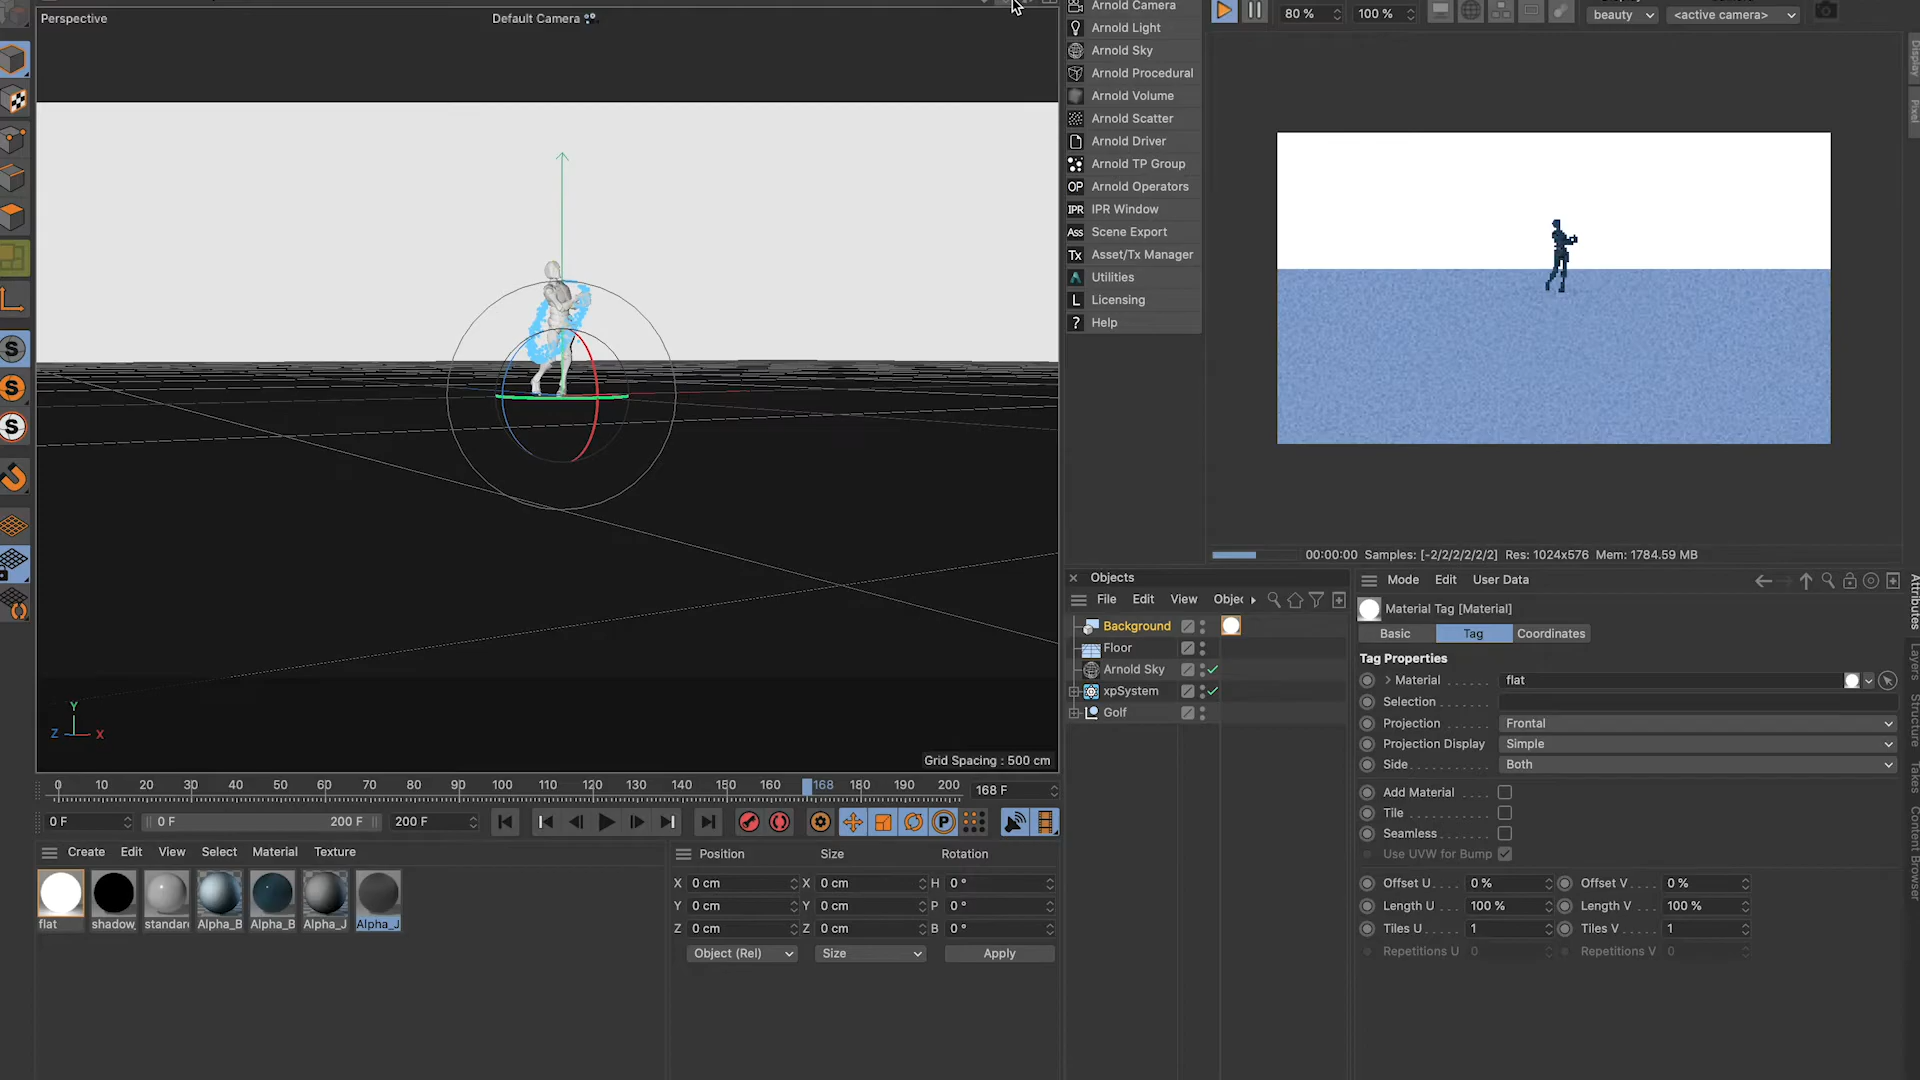 Perspective
Default Camera
Arnold Camera
Arnold Light
Arnold Sky
Arnold Procedural
Arnold Volume
Arnold Scatter
Arnold Driver
Arnold TP Group
OP Arnold Operators
IPR IPR Window
Ass Scene Export
Tx Asset/Tx Manager
Utilities
L Licensing
? Help
80 %
100 %
beauty
<active camera>
Display
Pixel
00:00:00 Samples: [-2/2/2/2/2/2] Res: 1024x576 Mem: 1784.59 MB
Y
Z X
Grid Spacing : 500 cm
0 10 20 30 40 50 60 70 80 90 100 110 120 130 140 150 160 168 180 190 200
168 F
0 F
0 F
200 F
200 F
Create Edit View Select Material Texture
flat
shadow_
standar
Alpha_B
Alpha_B
Alpha_J
Alpha_J
Position Size Rotation
X 0 cm X 0 cm H 0 °
Y 0 cm Y 0 cm P 0 °
Z 0 cm Z 0 cm B 0 °
Object (Rel) Size Apply
Objects
File Edit View Objec
Background
Floor
Arnold Sky
xpSystem
Golf
Mode Edit User Data
Material Tag [Material]
Basic Tag Coordinates
Tag Properties
Material flat
Selection
Projection Frontal
Projection Display Simple
Side Both
Add Material
Tile
Seamless
Use UVW for Bump
Offset U 0 % Offset V 0 %
Length U 100 % Length V 100 %
Tiles U 1 Tiles V 1
Repetitions U 0 Repetitions V 0
Attributes
Layers
Structure
Takes
Content Browser